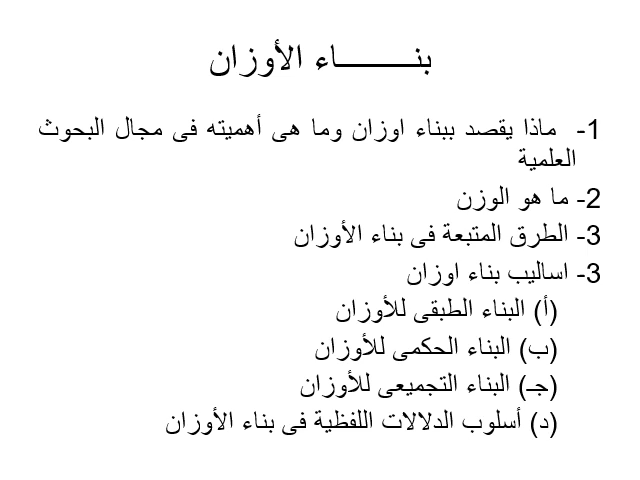 بنـــــــــاء الأوزان
1- ماذا يقصد ببناء اوزان وما هى أهميته فى مجال البحوث
العلمية
2- ما هو الوزن
3- الطرق المتبعة فى بناء الأوزان
3- اساليب بناء اوزان
(أ) البناء الطبقى للأوزان
(ب) البناء الحكمى للأوزان
(جـ) البناء التجميعى للأوزان
(د) أسلوب الدلالات اللفظية فى بناء الأوزان